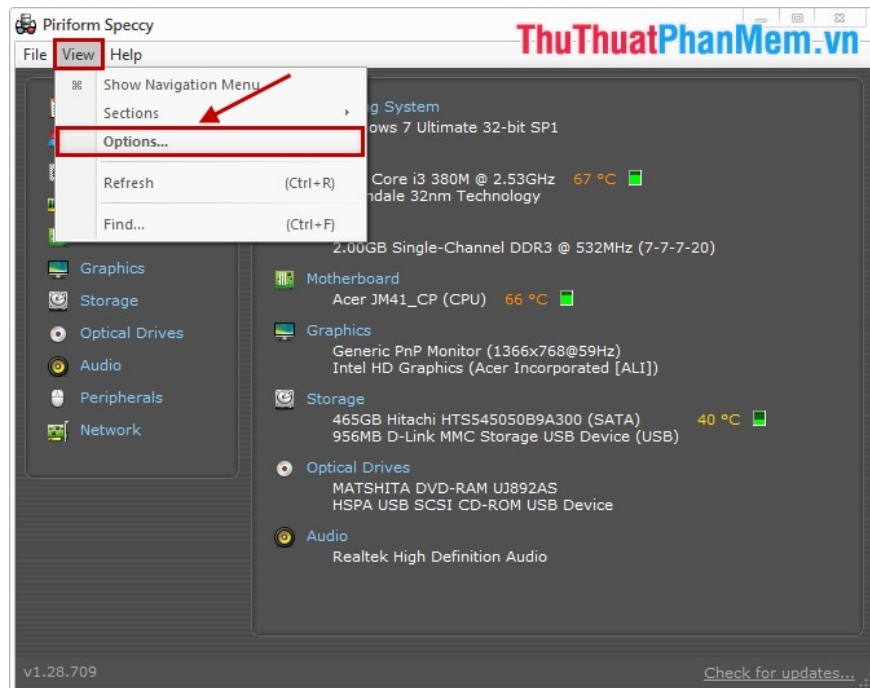 Piriform Speccy
ThuThuatPhanMem.vn
File View Help
Show Navigation Menu
Sections
Options...
Refresh (Ctrl+R)
Find... (Ctrl+F)
System
ows 7 Ultimate 32-bit SP1
Core i3 380M @ 2.53GHz 67 °C
ndale 32nm Technology
2.00GB Single-Channel DDR3 @ 532MHz (7-7-7-20)
Motherboard
Acer JM41_CP (CPU) 66 °C
Graphics
Generic PnP Monitor (1366x768@59Hz)
Intel HD Graphics (Acer Incorporated [ALI])
Storage
465GB Hitachi HTS545050B9A300 (SATA) 40 °C
956MB D-Link MMC Storage USB Device (USB)
Optical Drives
MATSHITA DVD-RAM UJ892AS
HSPA USB SCSI CD-ROM USB Device
Audio
Realtek High Definition Audio
Graphics
Storage
Optical Drives
Audio
Peripherals
Network
v1.28.709
Check for updates...